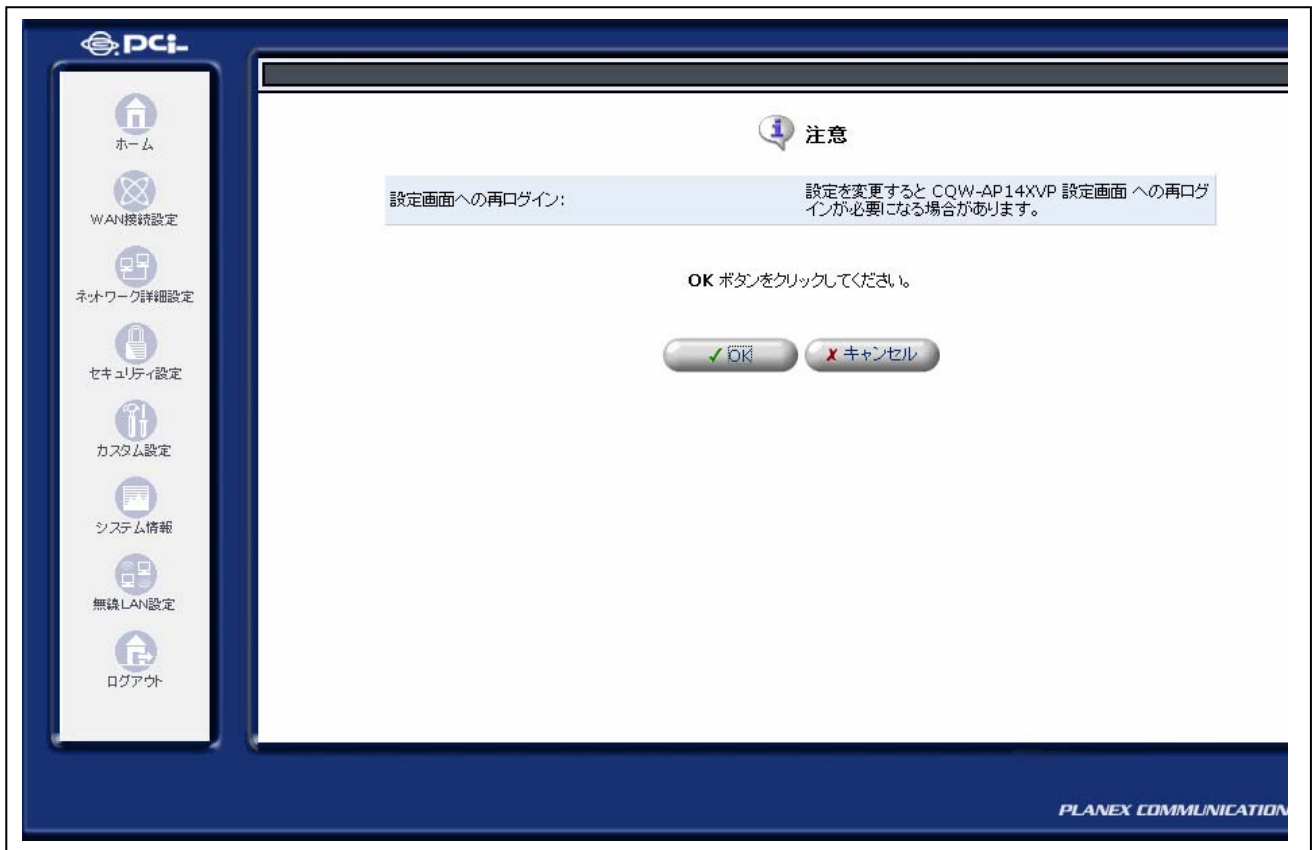 PCi
ホーム
WAN接続設定
ネットワーク詳細設定
セキュリティ設定
カスタム設定
システム情報
無線LAN設定
ログアウト
注意
設定画面への再ログイン:
設定を変更すると CQW-AP14XVP 設定画面 への再ログ
インが必要になる場合があります。
OK ボタンをクリックしてください。
OK
キャンセル
PLANEX COMMUNICATION